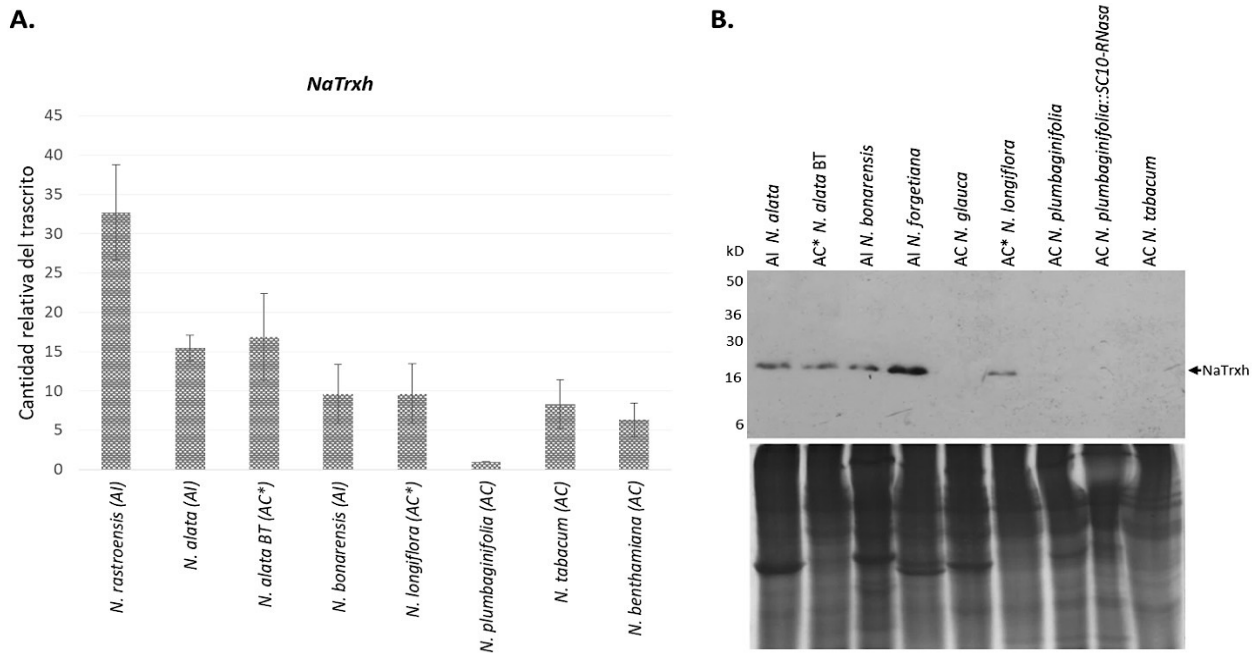 A.
NaTrxh
Cantidad relativa del trascrito
45
40
35
30
25
20
15
10
5
0
N. rastroensis (AI)
N. alata (AI)
N. alata BT (AC*)
N. bonarensis (AI)
N. longiflora (AC*)
N. plumbaginifolia (AC)
N. tabacum (AC)
N. benthamiana (AC)
B.
AI N. alata
AC* N. alata BT
AI N. bonarensis
AI N. forgetiana
AC N. glauca
AC* N. longiflora
AC N. plumbaginifolia
AC N. plumbaginifolia::SC10-RNasa
AC N. tabacum
kD
50
36
30
16
6
NaTrxh